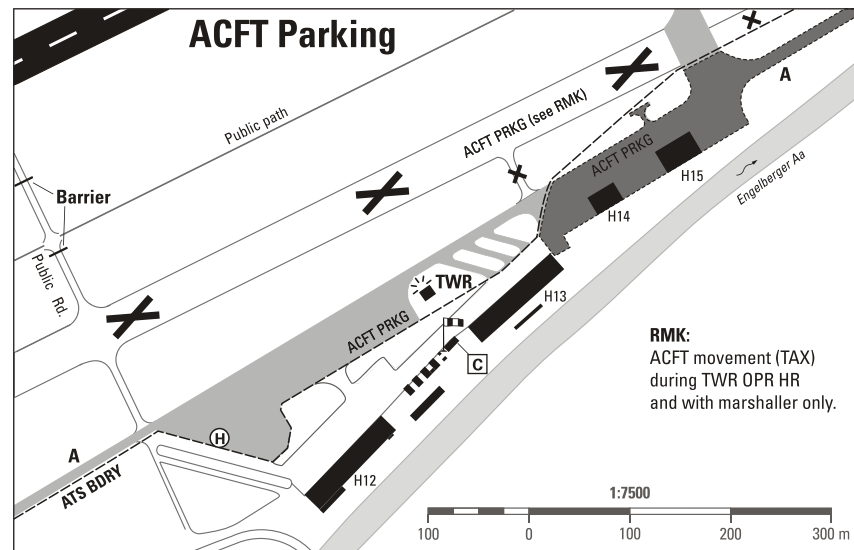 ACFT Parking
A
Public path
ACFT PRKG (see RMK)
ACFT PRKG
H15
Engelberger Aa
H14
Barrier
Public Rd.
TWR
H13
ACFT PRKG
C
RMK:
ACFT movement (TAX)
during TWR OPR HR
and with marshaller only.
H
A
ATS BDRY
H12
1:7500
100 0 100 200 300 m